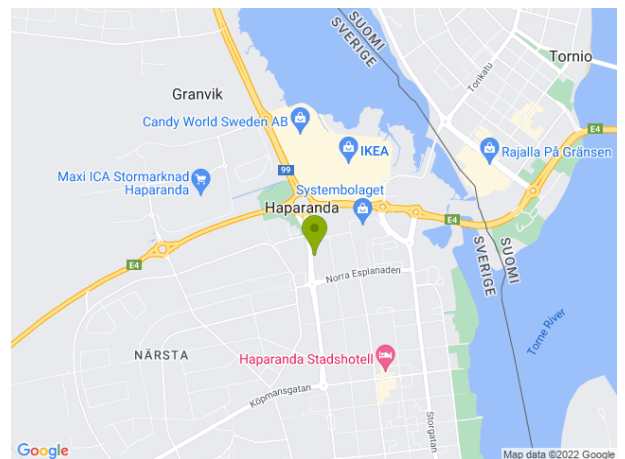 SUOMI
SVERIGE
Tornio
Torikatu
Granvik
Candy World Sweden AB
E4
IKEA
Rajalla På Gränsen
99
Maxi ICA Stormarknad
Haparanda
Systembolaget
Haparanda
E4
E4
SUOMI
SVERIGE
Norra Esplanaden
Torne River
NÄRSTA
Haparanda Stadshotell
Köpmansgatan
Storgatan
Google
Map data ©2022 Google